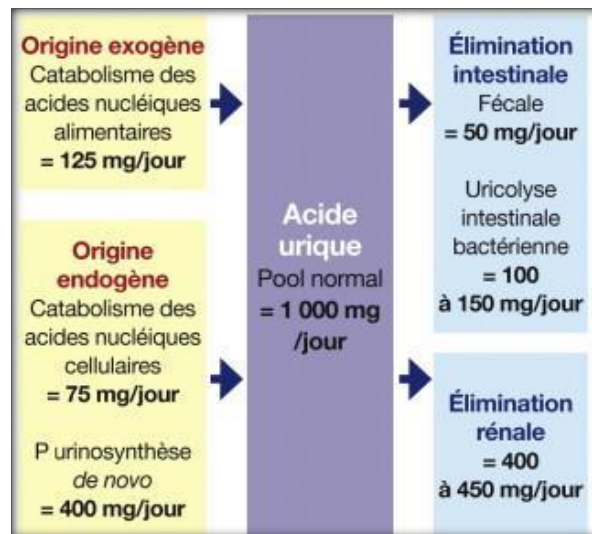 Origine exogène
Catabolisme des
acides nucléiques
alimentaires
= 125 mg/jour
Origine
endogène
Catabolisme des
acides nucléiques
cellulaires
= 75 mg/jour
P urinosynthèse
de novo
= 400 mg/jour
Acide
urique
Pool normal
= 1 000 mg
/jour
Élimination
intestinale
Fécale
= 50 mg/jour
Uricolyse
intestinale
bactérienne
= 100
à 150 mg/jour
Élimination
rénale
= 400
à 450 mg/jour